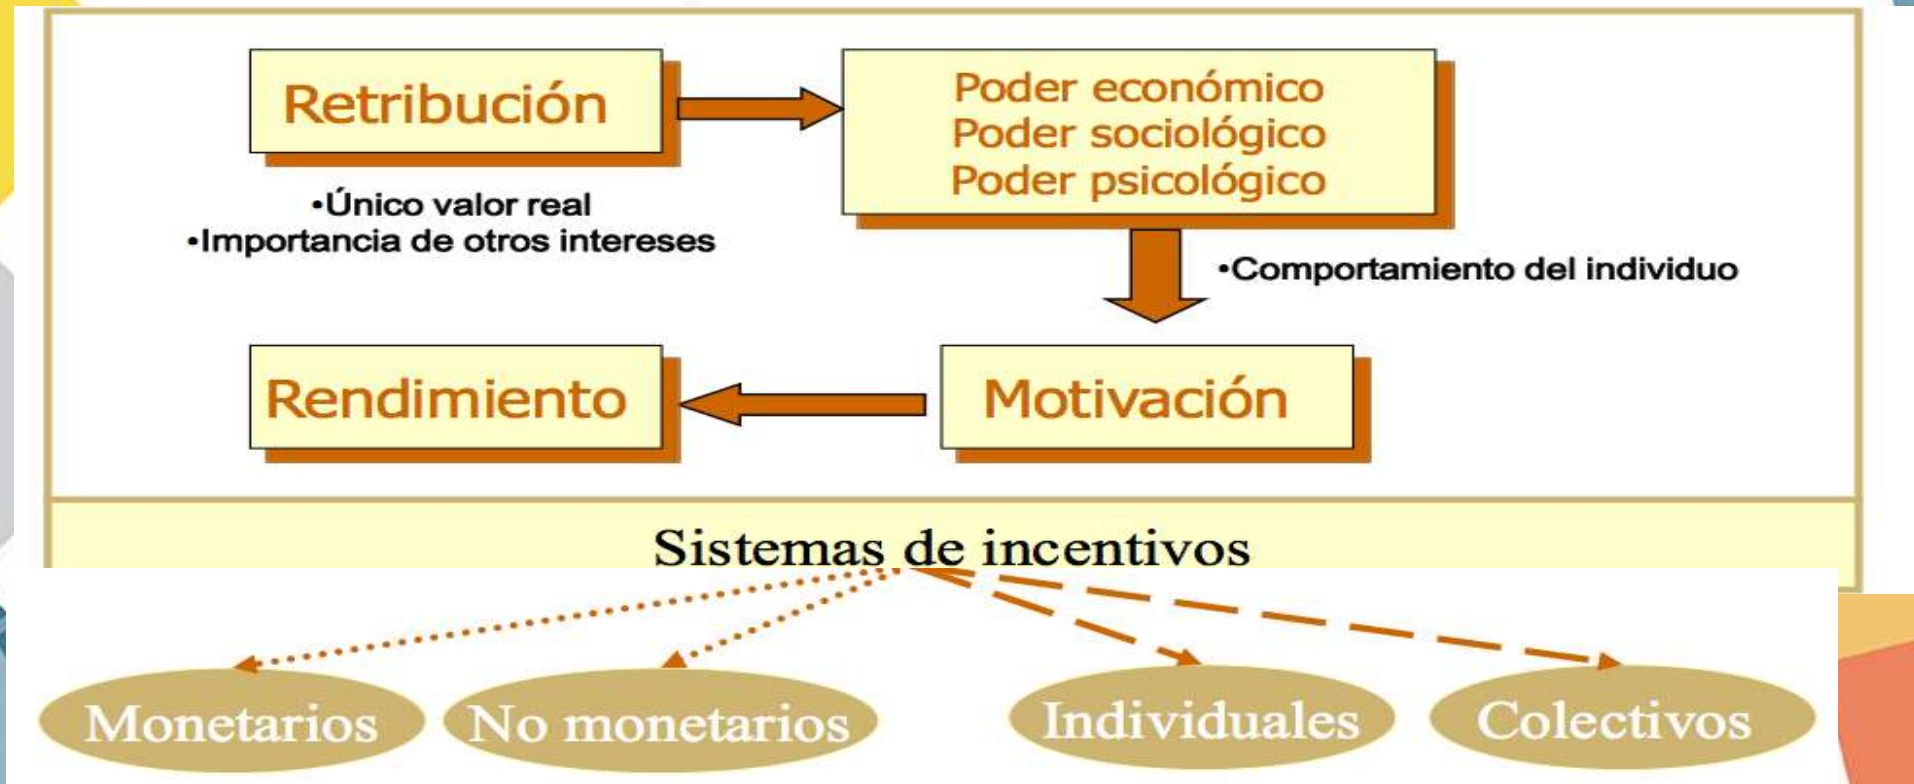 Retribución
Poder económico
Poder sociológico
Poder psicológico
•Único valor real
•Importancia de otros intereses
•Comportamiento del individuo
Rendimiento
Motivación
Sistemas de incentivos
Monetarios
No monetarios
Individuales
Colectivos